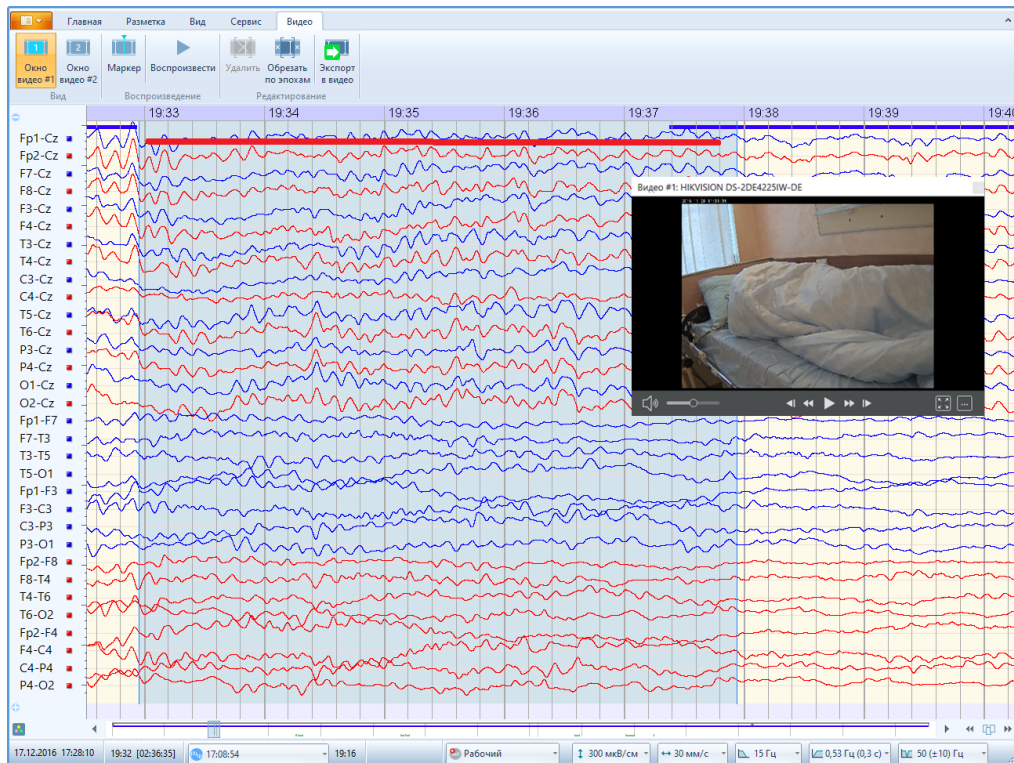 Главная Разметка Вид Сервис Видео
1 2
Окно видео #1
Окно видео #2
Маркер
Воспроизвести
Удалить
Обрезать по эпохам
Экспорт в видео
Вид Воспроизведение Редактирование
19:33 19:34 19:35 19:36 19:37 19:38 19:39 19:40
Fp1-Cz
Fp2-Cz
F7-Cz
F8-Cz
F3-Cz
F4-Cz
T3-Cz
T4-Cz
C3-Cz
C4-Cz
T5-Cz
T6-Cz
P3-Cz
P4-Cz
O1-Cz
O2-Cz
Fp1-F7
F7-T3
T3-T5
T5-O1
Fp1-F3
F3-C3
C3-P3
P3-O1
Fp2-F8
F8-T4
T4-T6
T6-O2
Fp2-F4
F4-C4
C4-P4
P4-O2
Видео #1: HIKVISION DS-2DE4225IW-DE
17.12.2016 17:28:10 19:32 [02:36:35] 17:08:54 19:16 Рабочий 300 мкВ/см 30 мм/с 15 Гц 0,53 Гц (0,3 с) 50 (±10) Гц